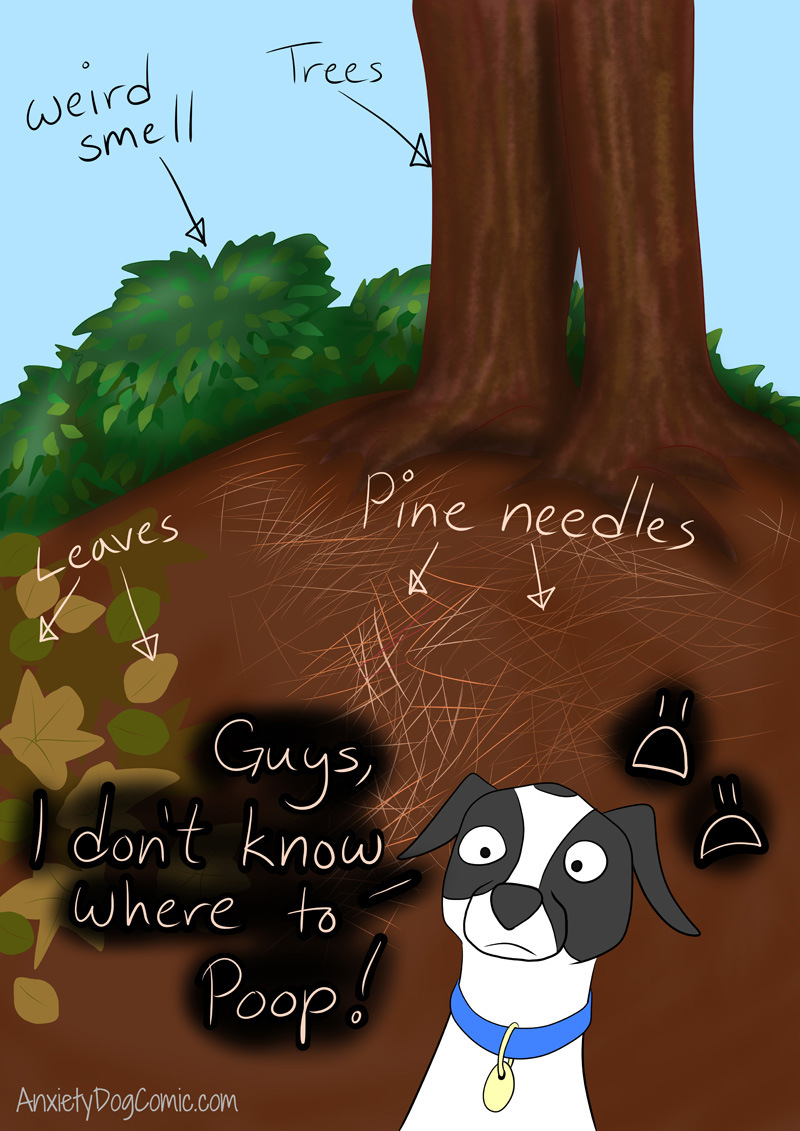 weird
smell
Trees
Pine needles
Leaves
Guys,
I don't know
where to
Poop!
AnxietyDogComic.com